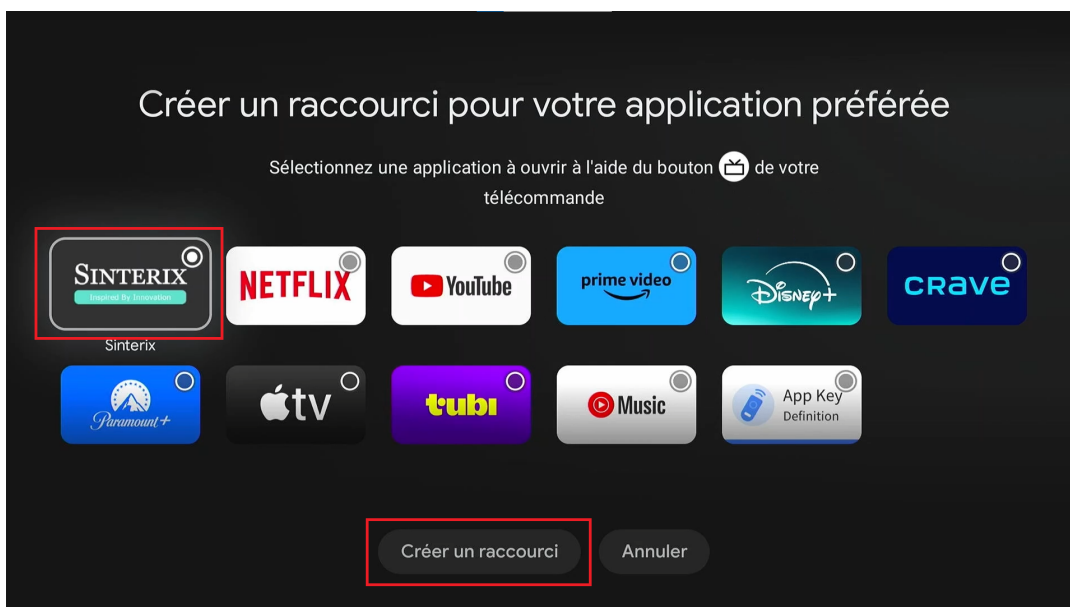 Créer un raccourci pour votre application préférée
Sélectionnez une application à ouvrir à l'aide du bouton de votre
télécommande
SINTERIX
Inspired By Innovation
NETFLIX
YouTube
prime video
Disney+
crave
Sinterix
Paramount+
tv
tubi
Music
App Key
Definition
Créer un raccourci
Annuler